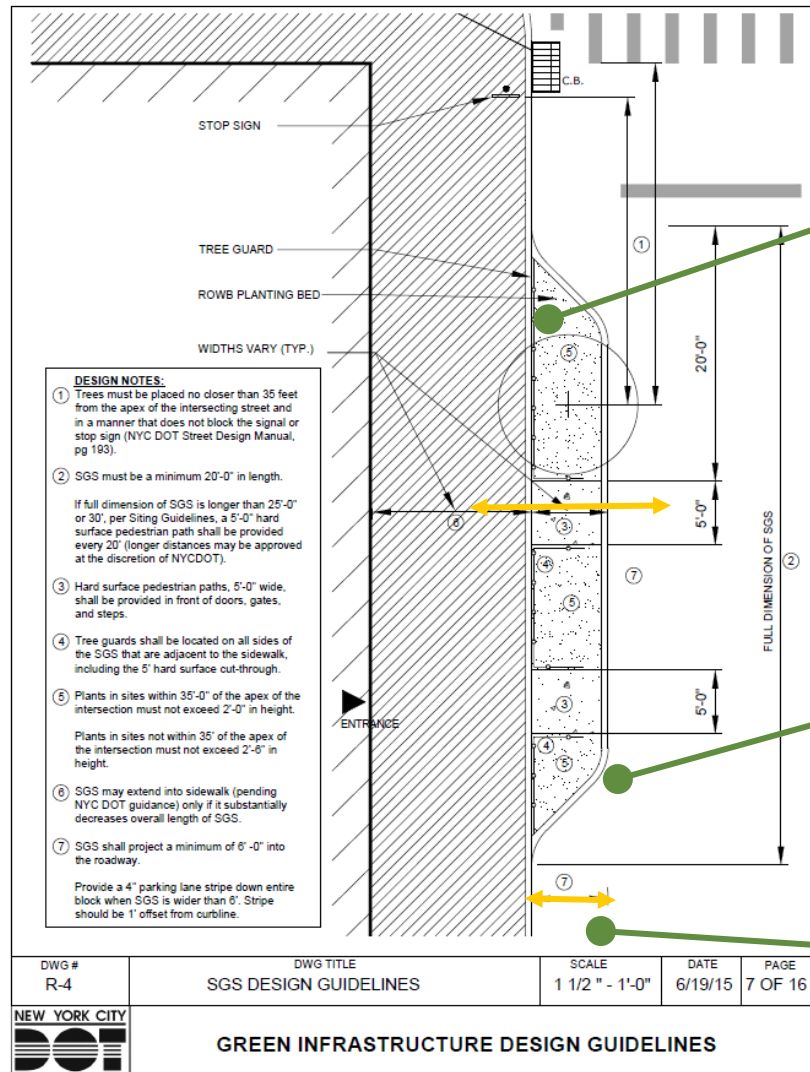 C.B.
STOP SIGN
1
TREE GUARD
ROWB PLANTING BED
WIDTHS VARY (TYP.)
5
20'-0"
DESIGN NOTES:
1 Trees must be placed no closer than 35 feet
from the apex of the intersecting street and
in a manner that does not block the signal or
stop sign (NYC DOT Street Design Manual,
pg 193).
2 SGS must be a minimum 20'-0" in length.
If full dimension of SGS is longer than 25'-0"
or 30', per Siting Guidelines, a 5'-0" hard
surface pedestrian path shall be provided
every 20' (longer distances may be approved
at the discretion of NYCDOT).
3 Hard surface pedestrian paths, 5'-0" wide,
shall be provided in front of doors, gates,
and steps.
4 Tree guards shall be located on all sides of
the SGS that are adjacent to the sidewalk,
including the 5' hard surface cut-through.
5 Plants in sites within 35'-0" of the apex of the
intersection must not exceed 2'-0" in height.
Plants in sites not within 35' of the apex of
the intersection must not exceed 2'-6" in
height.
6 SGS may extend into sidewalk (pending
NYC DOT guidance) only if it substantially
decreases overall length of SGS.
7 SGS shall project a minimum of 6' -0" into
the roadway.
Provide a 4" parking lane stripe down entire
block when SGS is wider than 6'. Stripe
should be 1' offset from curbline.
6
3
5'-0"
4
7
2
5
FULL DIMENSION OF SGS
3
5'-0"
ENTRANCE
4
5
7
DWG # DWG TITLE SCALE DATE PAGE
R-4 SGS DESIGN GUIDELINES 1 1/2 " - 1'-0" 6/19/15 7 OF 16
NEW YORK CITY
DOT
GREEN INFRASTRUCTURE DESIGN GUIDELINES